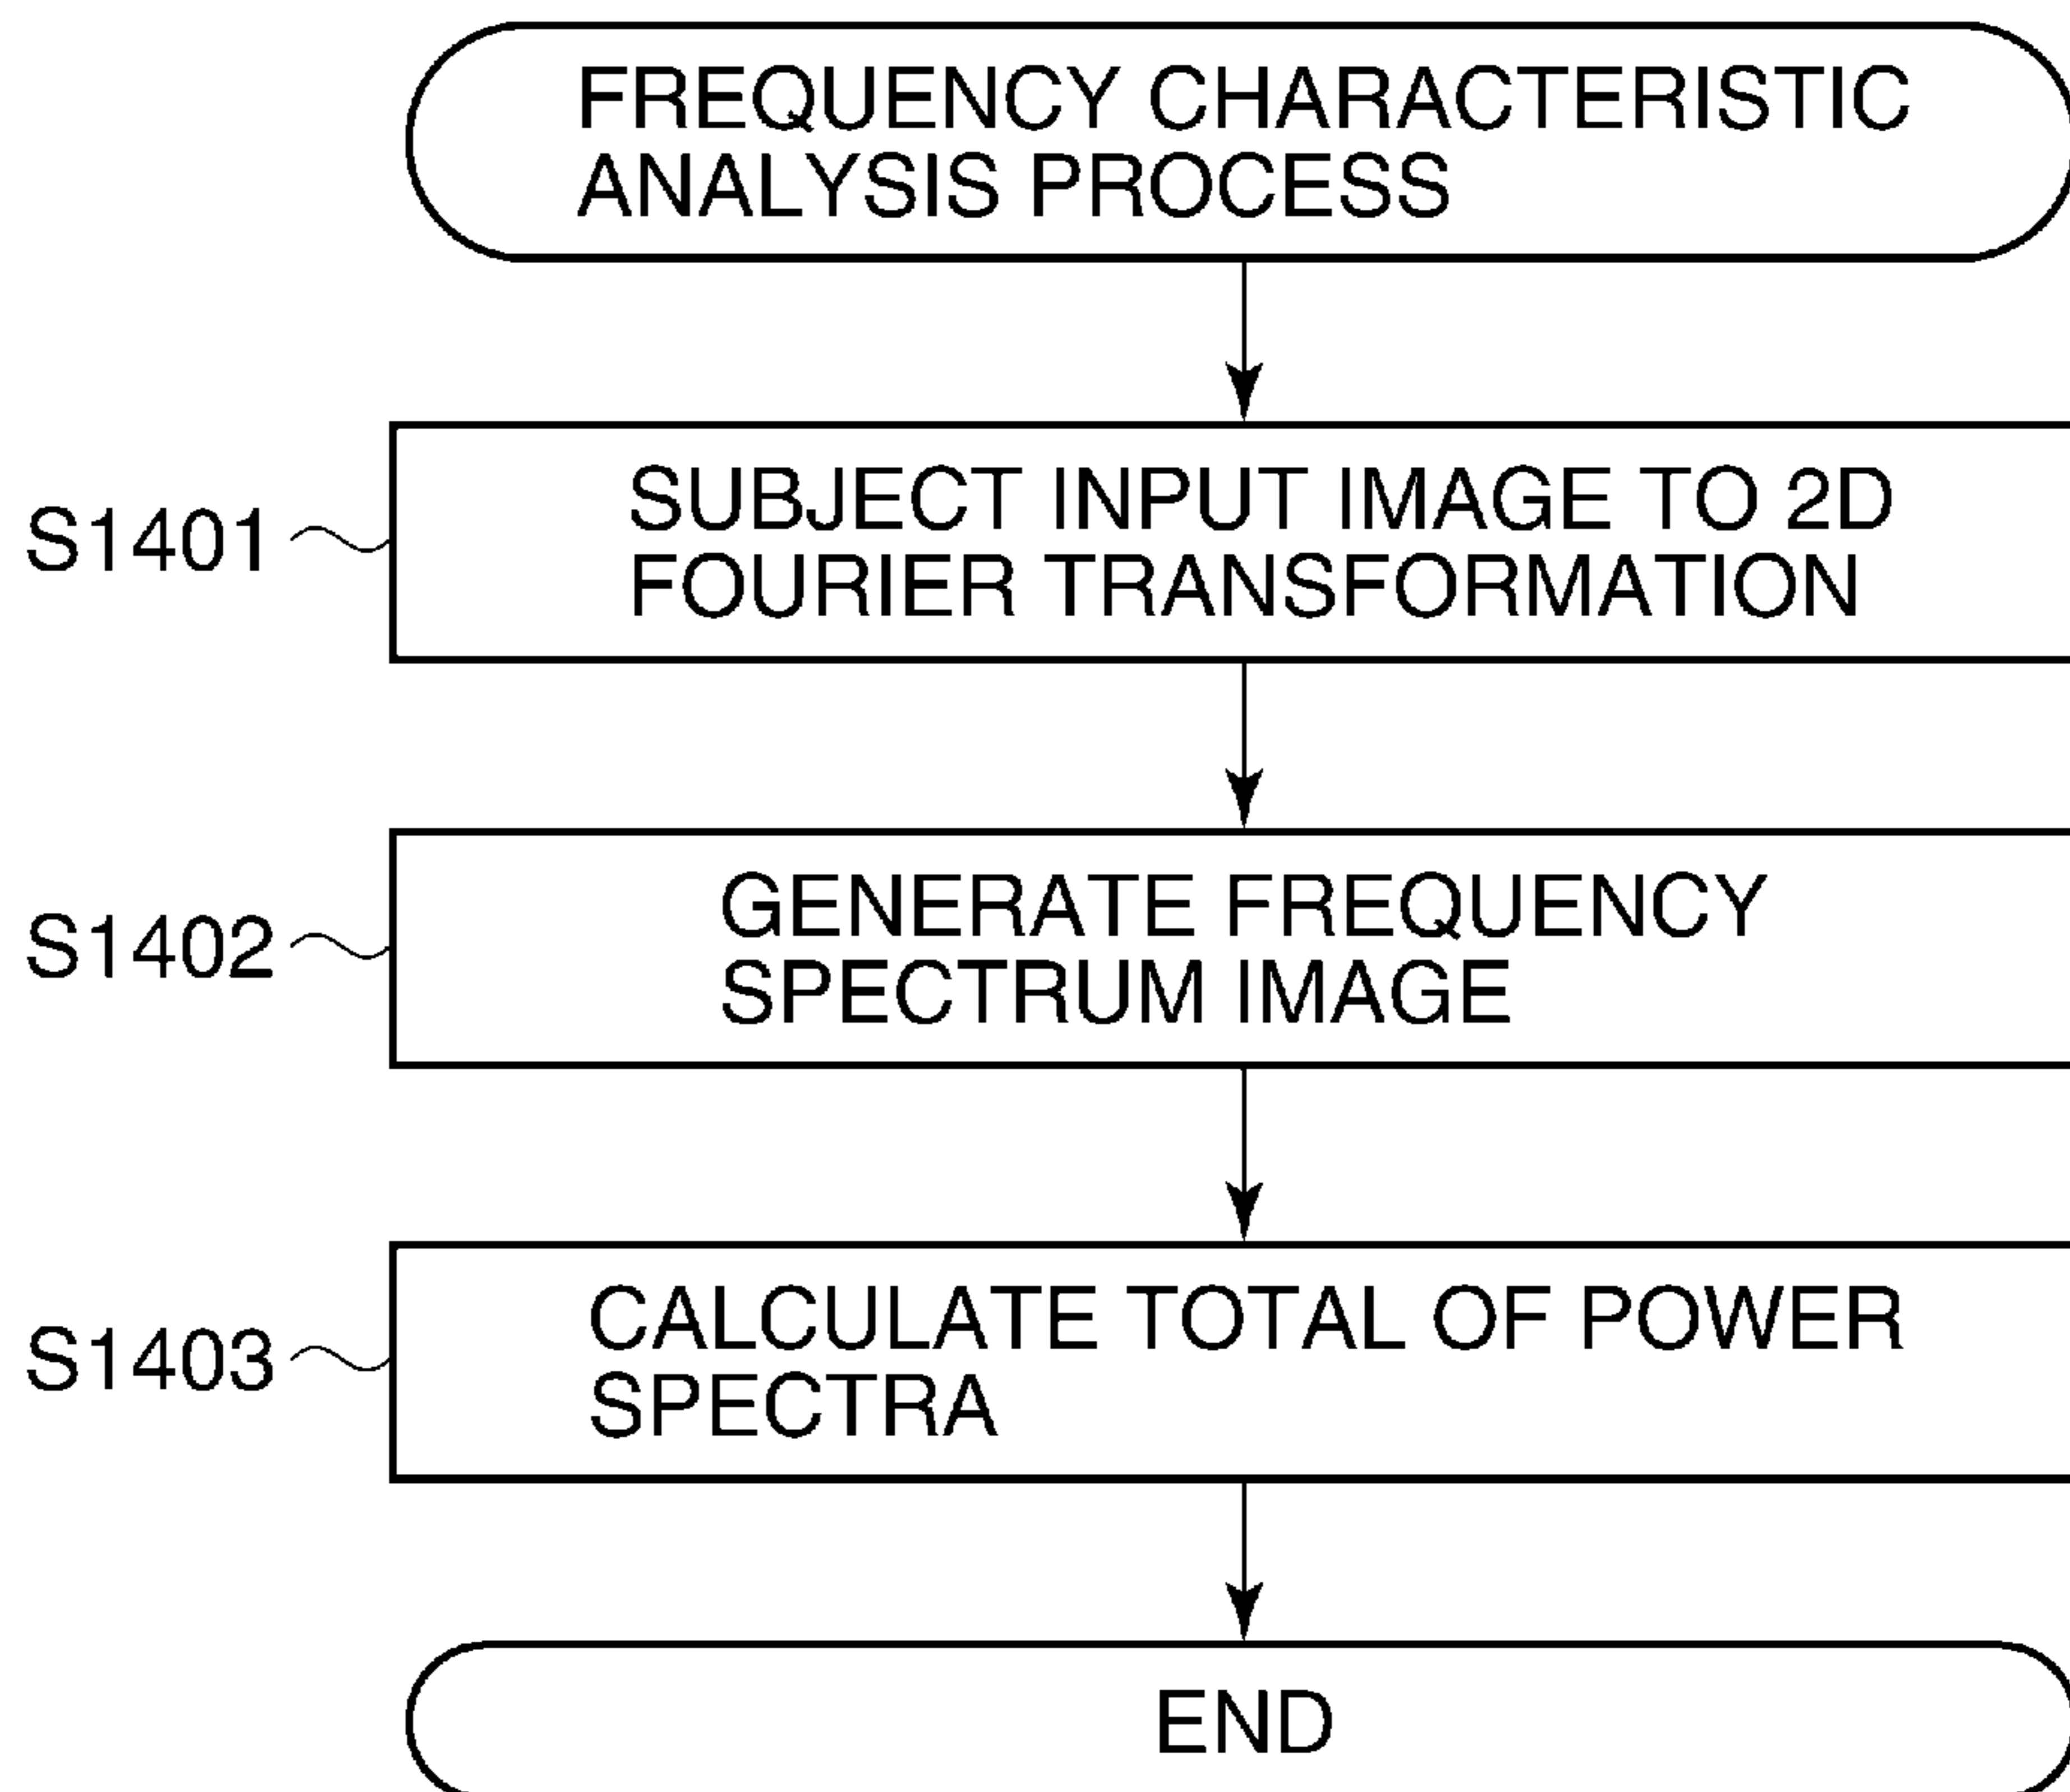 FREQUENCY CHARACTERISTIC
ANALYSIS PROCESS
S1401
SUBJECT INPUT IMAGE TO 2D
FOURIER TRANSFORMATION
S1402
GENERATE FREQUENCY
SPECTRUM IMAGE
S1403
CALCULATE TOTAL OF POWER
SPECTRA
END